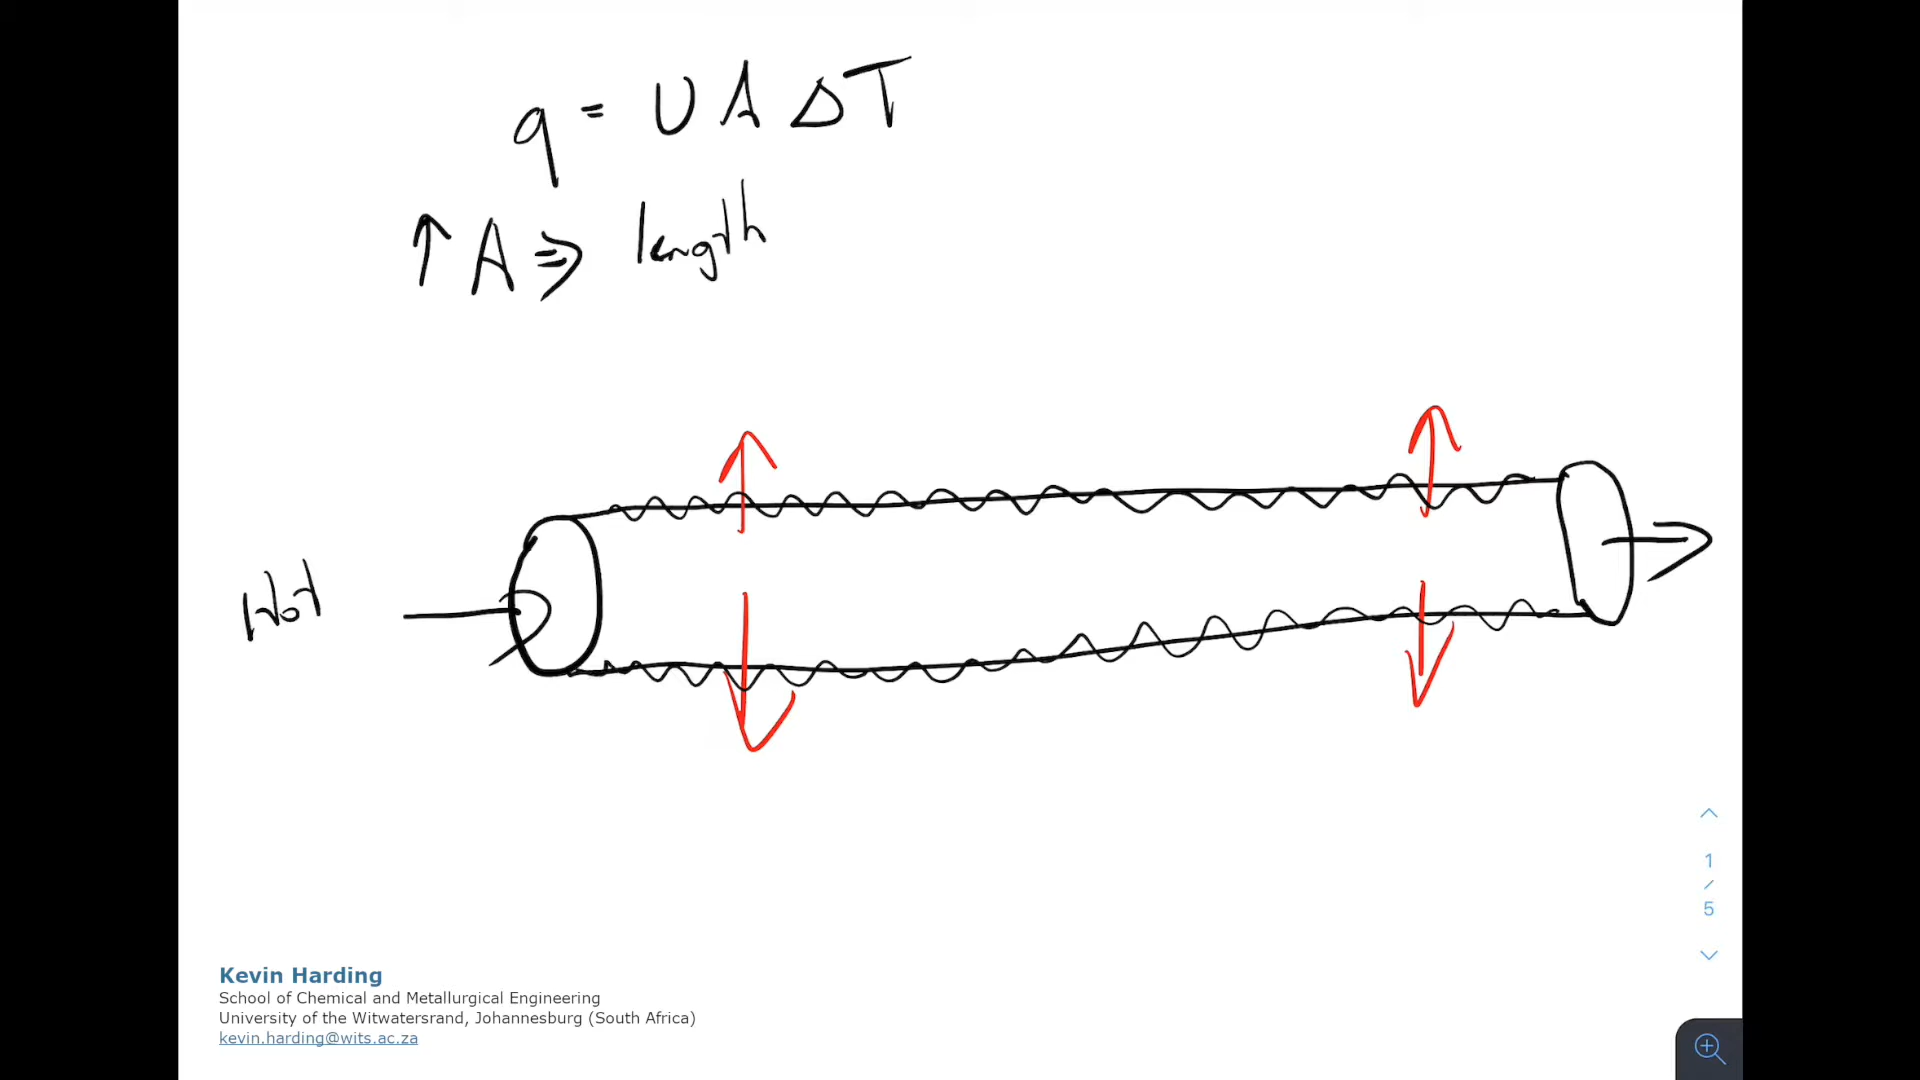 q = U A ΔT
↑ A ⇒ length
Hot
1
/
5
Kevin Harding
School of Chemical and Metallurgical Engineering
University of the Witwatersrand, Johannesburg (South Africa)
kevin.harding@wits.ac.za